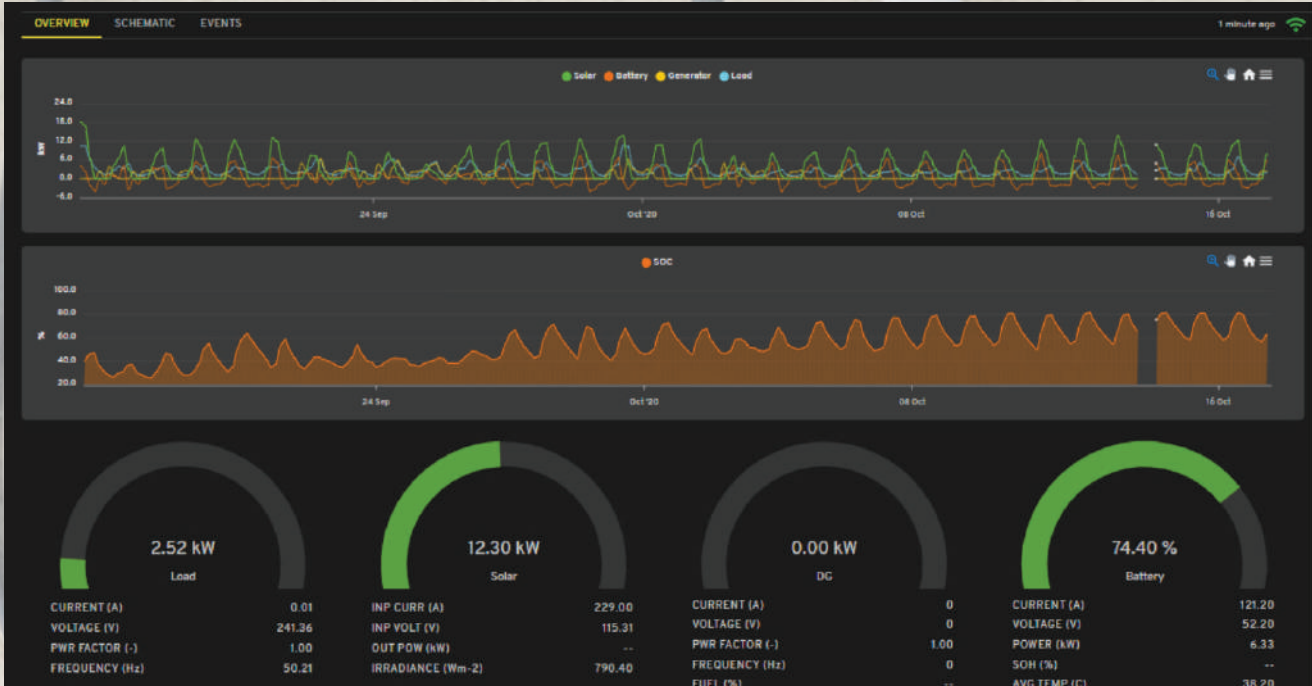 OVERVIEW SCHEMATIC EVENTS 1 minute ago
Solar Battery Generator Load
24.0
18.0
12.0
6.0
0.0
-6.0
kW
24 Sep Oct '20 08 Oct 16 Oct
SOC
100.0
80.0
60.0
40.0
20.0
%
24 Sep Oct '20 08 Oct 16 Oct
2.52 kW
Load
CURRENT (A) 0.01
VOLTAGE (V) 241.36
PWR FACTOR (-) 1.00
FREQUENCY (Hz) 50.21
12.30 kW
Solar
INP CURR (A) 229.00
INP VOLT (V) 115.31
OUT POW (kW) --
IRRADIANCE (Wm-2) 790.40
0.00 kW
DG
CURRENT (A) 0
VOLTAGE (V) 0
PWR FACTOR (-) 1.00
FREQUENCY (Hz) 0
FUEL (%) --
74.40 %
Battery
CURRENT (A) 121.20
VOLTAGE (V) 52.20
POWER (kW) 6.33
SOH (%) --
AVG TEMP (C) 38.20